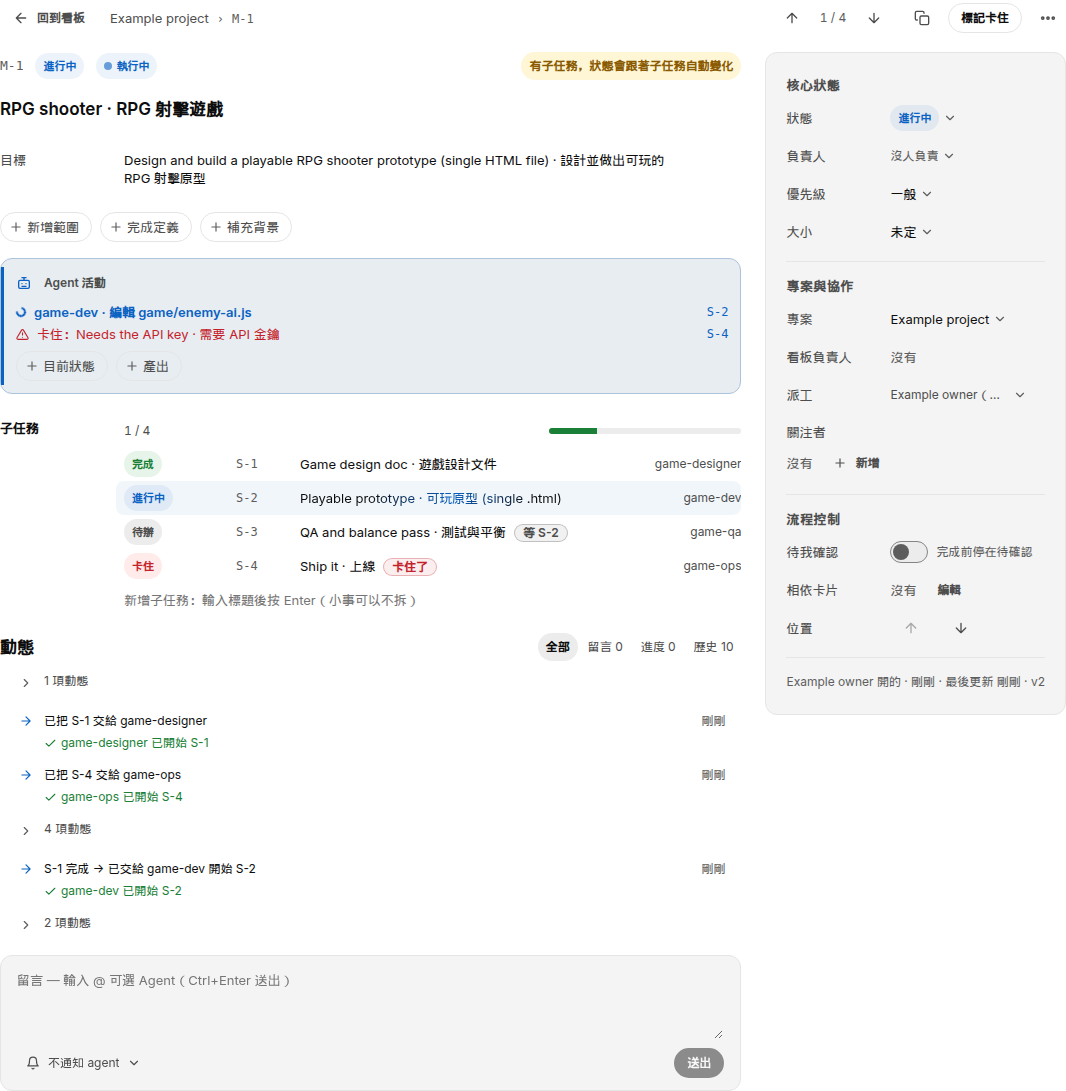 回到看板 Example project › M-1 1 / 4 標記卡住
M-1 進行中 執行中 有子任務，狀態會跟著子任務自動變化
RPG shooter · RPG 射擊遊戲
目標 Design and build a playable RPG shooter prototype (single HTML file) · 設計並做出可玩的
RPG 射擊原型
新增範圍 完成定義 補充背景
Agent 活動
game-dev · 編輯 game/enemy-ai.js S-2
卡住：Needs the API key · 需要 API 金鑰 S-4
目前狀態 產出
子任務 1 / 4
完成 S-1 Game design doc · 遊戲設計文件 game-designer
進行中 S-2 Playable prototype · 可玩原型 (single .html) game-dev
待辦 S-3 QA and balance pass · 測試與平衡 等 S-2 game-qa
卡住 S-4 Ship it · 上線 卡住了 game-ops
新增子任務：輸入標題後按 Enter（小事可以不拆）
動態 全部 留言 0 進度 0 歷史 10
1 項動態
已把 S-1 交給 game-designer 剛剛
game-designer 已開始 S-1
已把 S-4 交給 game-ops 剛剛
game-ops 已開始 S-4
4 項動態
S-1 完成 → 已交給 game-dev 開始 S-2 剛剛
game-dev 已開始 S-2
2 項動態
留言 — 輸入 @ 可選 Agent（Ctrl+Enter 送出）
不通知 agent 送出
核心狀態
狀態 進行中
負責人 沒人負責
優先級 一般
大小 未定
專案與協作
專案 Example project
看板負責人 沒有
派工 Example owner（...
關注者
沒有 新增
流程控制
待我確認 完成前停在待確認
相依卡片 沒有 編輯
位置
Example owner 開的 · 剛剛 · 最後更新 剛剛 · v2